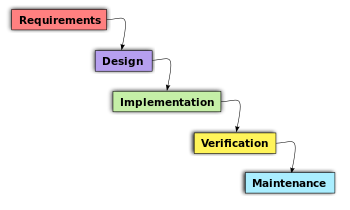 Requirements
Design
Implementation
Verification
Maintenance